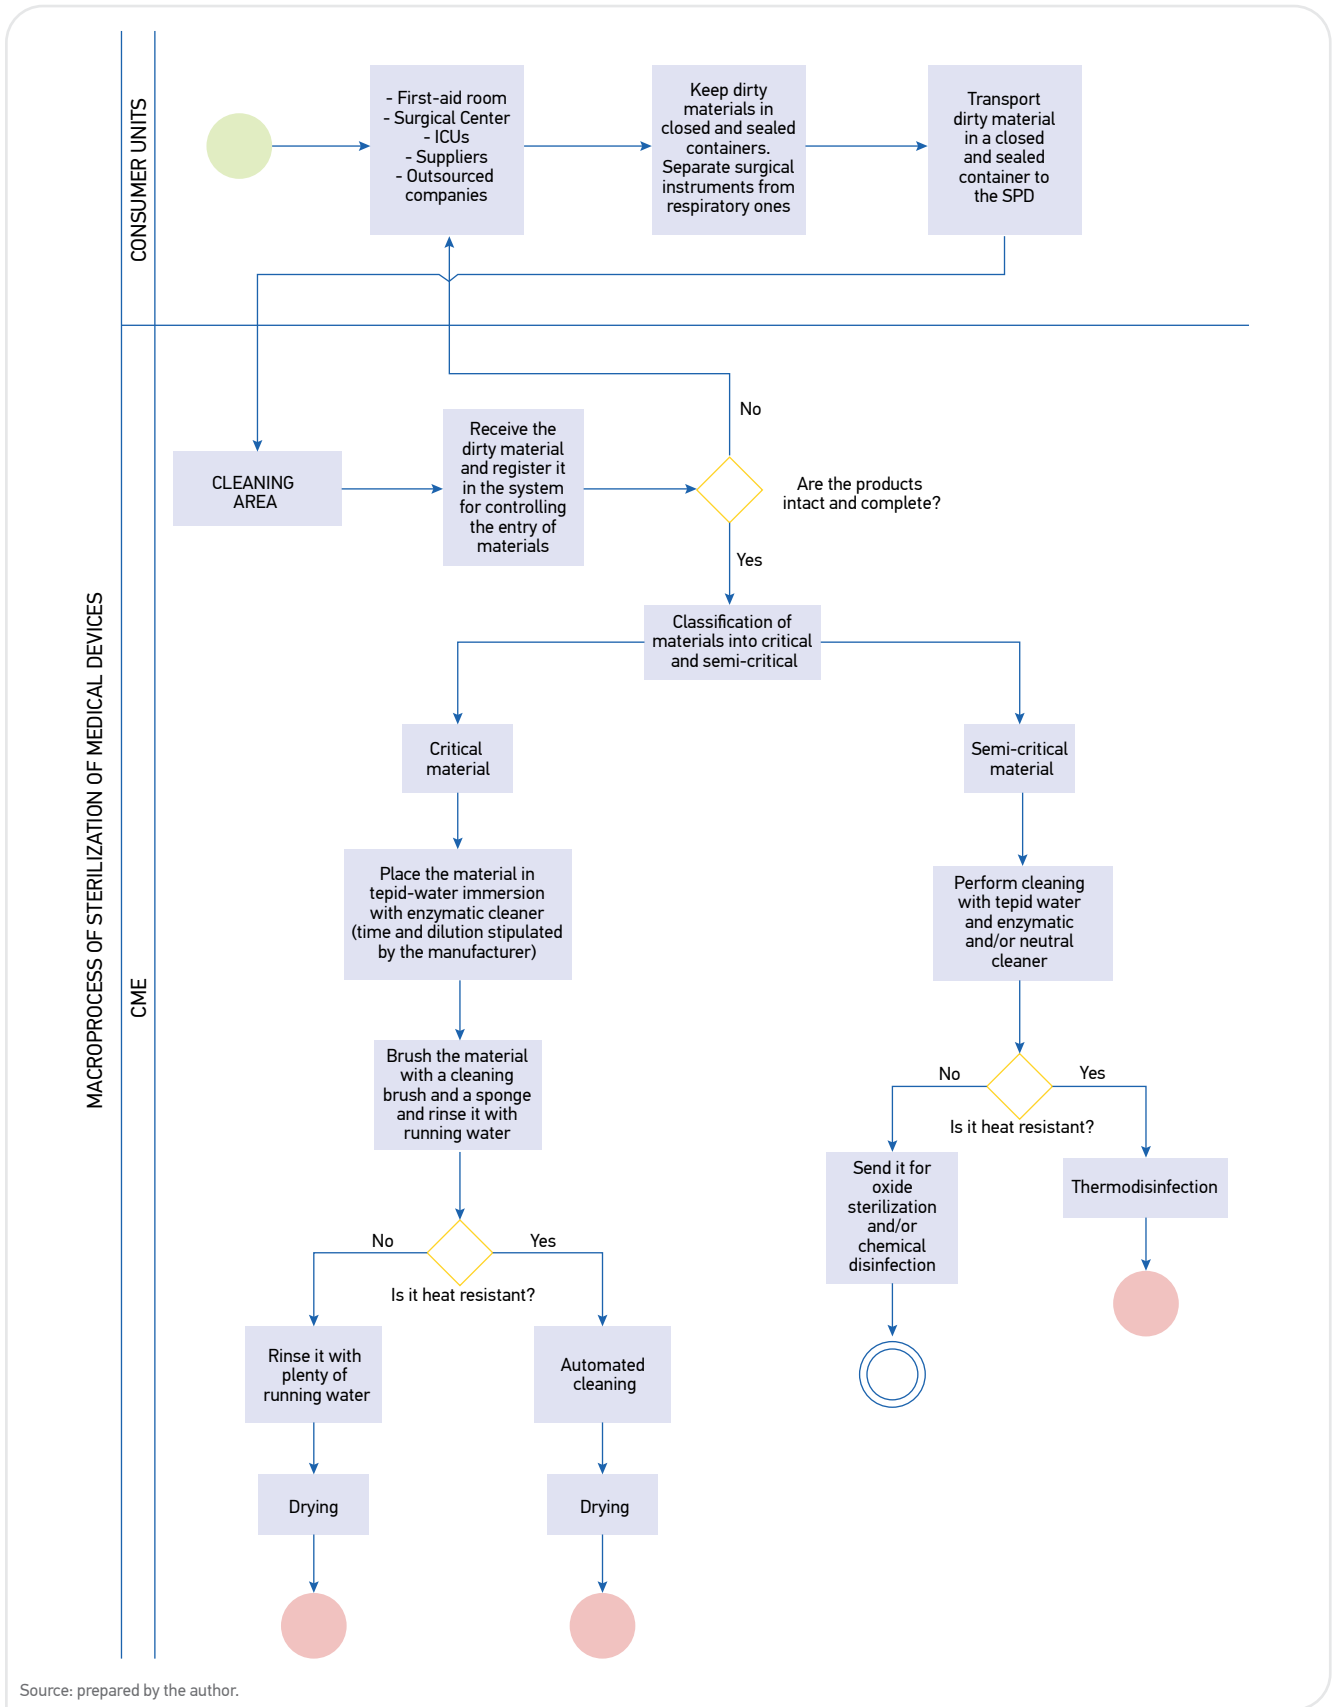 MACROPROCESS OF STERILIZATION OF MEDICAL DEVICES
CONSUMER UNITS
- First-aid room
- Surgical Center
- ICUs
- Suppliers
- Outsourced
companies
Keep dirty
materials in
closed and sealed
containers.
Separate surgical
instruments from
respiratory ones
Transport
dirty material
in a closed
and sealed
container to
the SPD
CME
CLEANING
AREA
Receive the
dirty material
and register it
in the system
for controlling
the entry of
materials
No
Are the products
intact and complete?
Yes
Classification of
materials into critical
and semi-critical
Critical
material
Semi-critical
material
Place the material in
tepid-water immersion
with enzymatic cleaner
(time and dilution stipulated
by the manufacturer)
Perform cleaning
with tepid water
and enzymatic
and/or neutral
cleaner
Brush the material
with a cleaning
brush and a sponge
and rinse it with
running water
No
Yes
Is it heat resistant?
Send it for
oxide
sterilization
and/or
chemical
disinfection
Thermodisinfection
No
Yes
Is it heat resistant?
Rinse it with
plenty of
running water
Automated
cleaning
Drying
Drying
Source: prepared by the author.